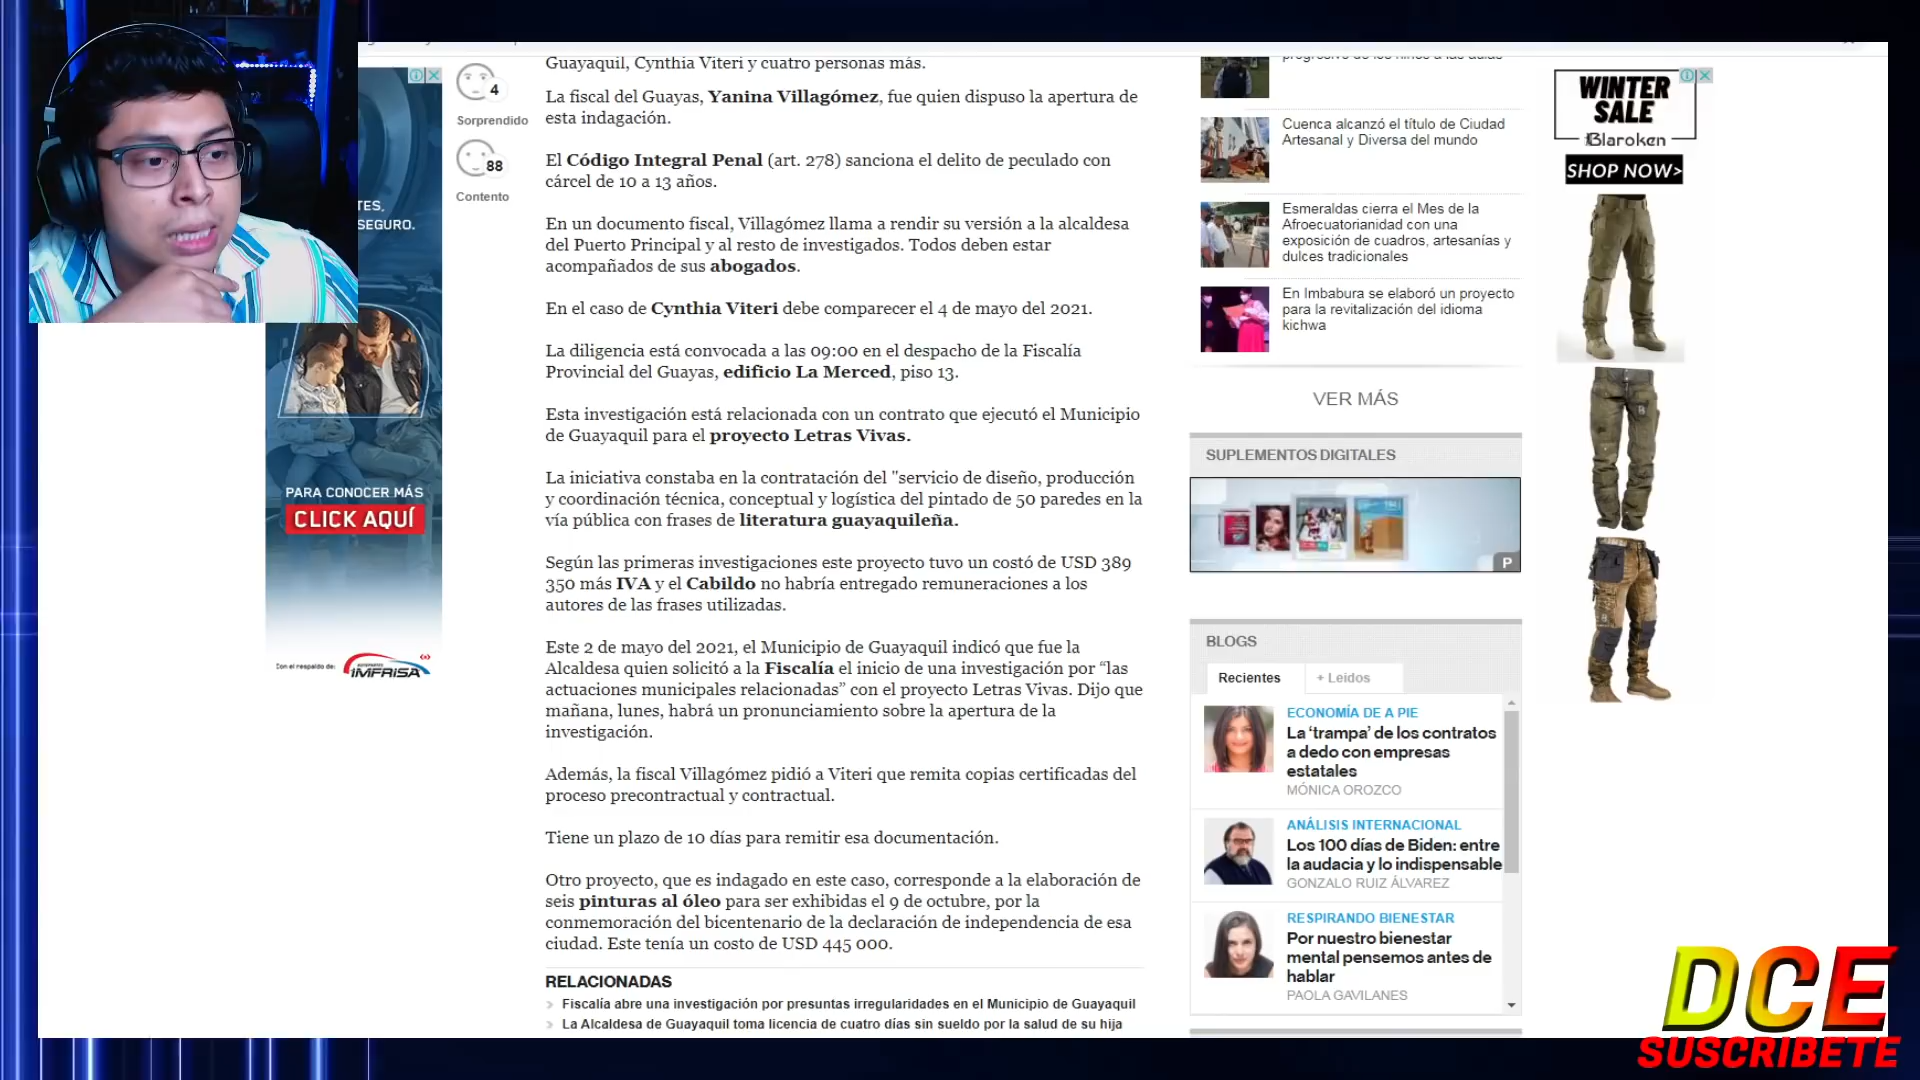 Guayaquil, Cynthia Viteri y cuatro personas más.
La fiscal del Guayas, Yanina Villagómez, fue quien dispuso la apertura de
esta indagación.
El Código Integral Penal (art. 278) sanciona el delito de peculado con
cárcel de 10 a 13 años.
En un documento fiscal, Villagómez llama a rendir su versión a la alcaldesa
del Puerto Principal y al resto de investigados. Todos deben estar
acompañados de sus abogados.
En el caso de Cynthia Viteri debe comparecer el 4 de mayo del 2021.
La diligencia está convocada a las 09:00 en el despacho de la Fiscalía
Provincial del Guayas, edificio La Merced, piso 13.
Esta investigación está relacionada con un contrato que ejecutó el Municipio
de Guayaquil para el proyecto Letras Vivas.
La iniciativa constaba en la contratación del "servicio de diseño, producción
y coordinación técnica, conceptual y logística del pintado de 50 paredes en la
vía pública con frases de literatura guayaquileña.
Según las primeras investigaciones este proyecto tuvo un costó de USD 389
350 más IVA y el Cabildo no habría entregado remuneraciones a los
autores de las frases utilizadas.
Este 2 de mayo del 2021, el Municipio de Guayaquil indicó que fue la
Alcaldesa quien solicitó a la Fiscalía el inicio de una investigación por “las
actuaciones municipales relacionadas” con el proyecto Letras Vivas. Dijo que
mañana, lunes, habrá un pronunciamiento sobre la apertura de la
investigación.
Además, la fiscal Villagómez pidió a Viteri que remita copias certificadas del
proceso precontractual y contractual.
Tiene un plazo de 10 días para remitir esa documentación.
Otro proyecto, que es indagado en este caso, corresponde a la elaboración de
seis pinturas al óleo para ser exhibidas el 9 de octubre, por la
conmemoración del bicentenario de la declaración de independencia de esa
ciudad. Este tenía un costo de USD 445 000.
RELACIONADAS
Fiscalía abre una investigación por presuntas irregularidades en el Municipio de Guayaquil
La Alcaldesa de Guayaquil toma licencia de cuatro días sin sueldo por la salud de su hija
4
Sorprendido
88
Contento
TES,
SEGURO.
PARA CONOCER MÁS
CLICK AQUÍ
Con el respaldo de:
IMFRISA
Cuenca alcanzó el título de Ciudad
Artesanal y Diversa del mundo
Esmeraldas cierra el Mes de la
Afroecuatorianidad con una
exposición de cuadros, artesanías y
dulces tradicionales
En Imbabura se elaboró un proyecto
para la revitalización del idioma
kichwa
VER MÁS
SUPLEMENTOS DIGITALES
P
BLOGS
Recientes
+ Leidos
ECONOMÍA DE A PIE
La ‘trampa’ de los contratos
a dedo con empresas
estatales
MÓNICA OROZCO
ANÁLISIS INTERNACIONAL
Los 100 días de Biden: entre
la audacia y lo indispensable
GONZALO RUIZ ÁLVAREZ
RESPIRANDO BIENESTAR
Por nuestro bienestar
mental pensemos antes de
hablar
PAOLA GAVILANES
WINTER
SALE
Blaroken
SHOP NOW>
DCE
SUSCRIBETE